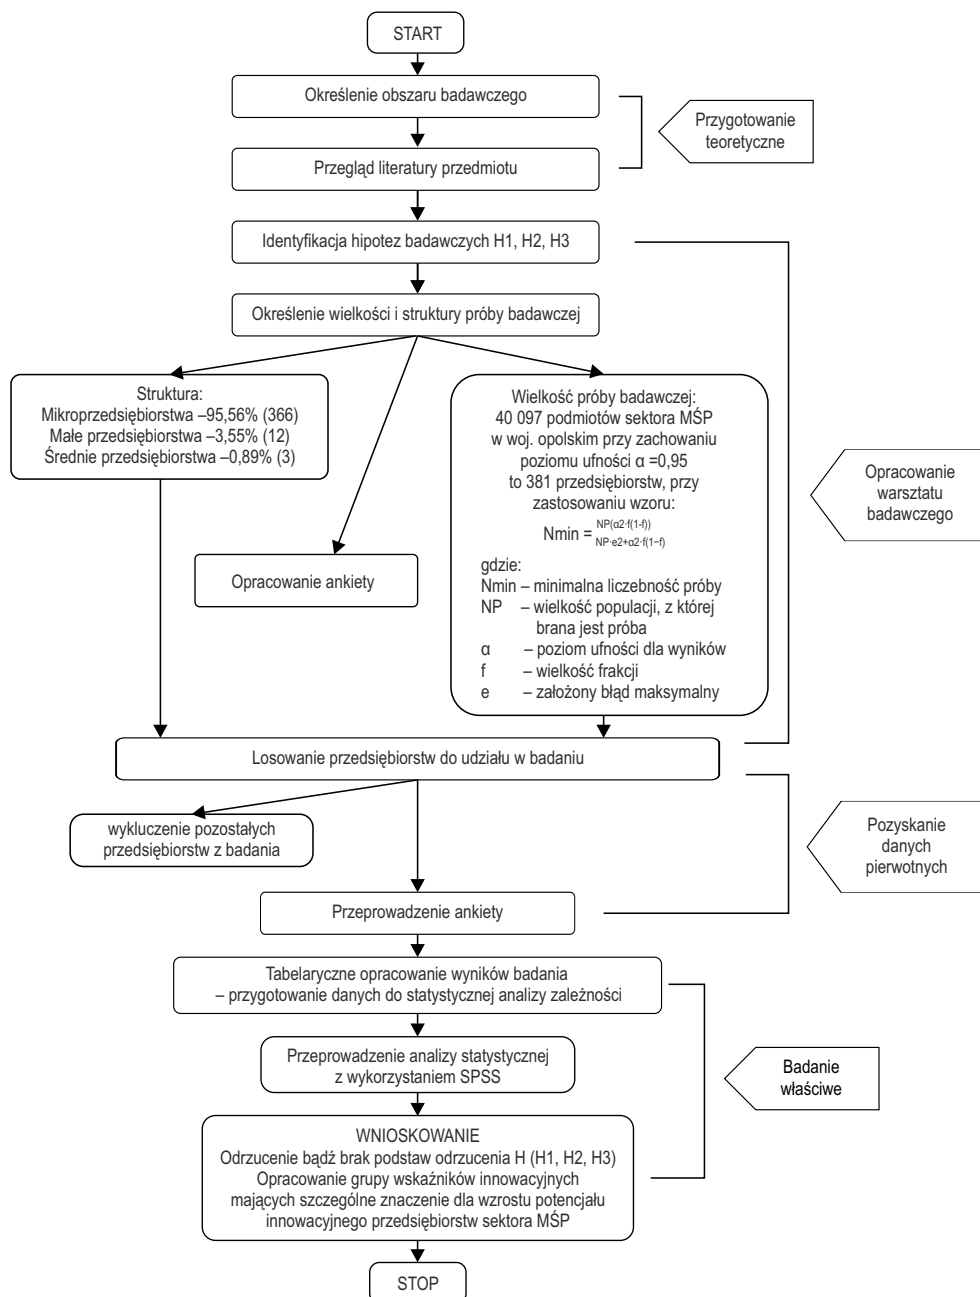 START
Określenie obszaru badawczego
Przygotowanie
teoretyczne
Przegląd literatury przedmiotu
Identyfikacja hipotez badawczych H1, H2, H3
Określenie wielkości i struktury próby badawczej
Struktura:
Mikroprzedsiębiorstwa –95,56% (366)
Małe przedsiębiorstwa –3,55% (12)
Średnie przedsiębiorstwa –0,89% (3)
Opracowanie ankiety
Wielkość próby badawczej:
40 097 podmiotów sektora MŚP
w woj. opolskim przy zachowaniu
poziomu ufności α =0,95
to 381 przedsiębiorstw, przy
zastosowaniu wzoru:
Nmin = NP(α2·f(1-f))
NP·e2+α2·f(1−f)
gdzie:
Nmin – minimalna liczebność próby
NP – wielkość populacji, z której
brana jest próba
α – poziom ufności dla wyników
f – wielkość frakcji
e – założony błąd maksymalny
Opracowanie
warsztatu
badawczego
Losowanie przedsiębiorstw do udziału w badaniu
wykluczenie pozostałych
przedsiębiorstw z badania
Pozyskanie
danych
pierwotnych
Przeprowadzenie ankiety
Tabelaryczne opracowanie wyników badania
– przygotowanie danych do statystycznej analizy zależności
Przeprowadzenie analizy statystycznej
z wykorzystaniem SPSS
Badanie
właściwe
WNIOSKOWANIE
Odrzucenie bądź brak podstaw odrzucenia H (H1, H2, H3)
Opracowanie grupy wskaźników innowacyjnych
mających szczególne znaczenie dla wzrostu potencjału
innowacyjnego przedsiębiorstw sektora MŚP
STOP